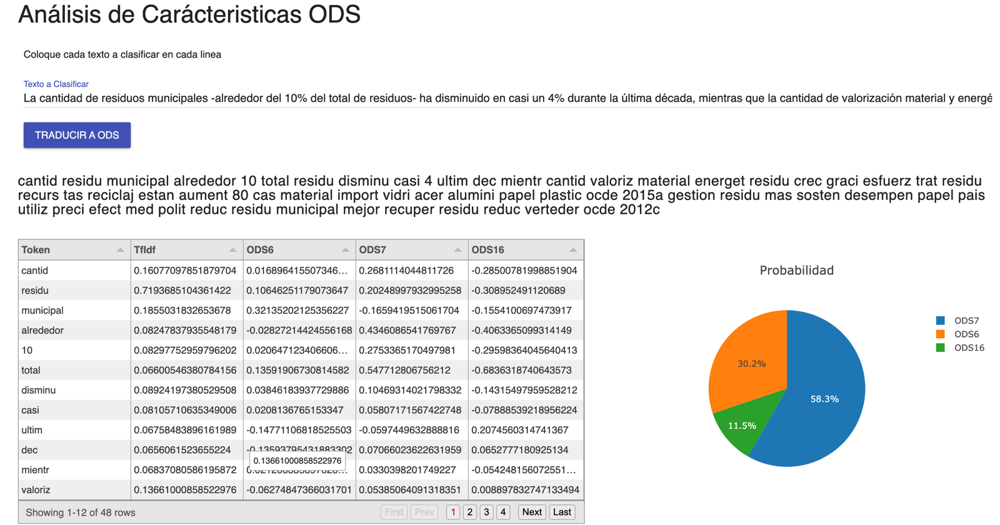 Análisis de Carácteristicas ODS
Coloque cada texto a clasificar en cada linea
Texto a Clasificar
La cantidad de residuos municipales -alrededor del 10% del total de residuos- ha disminuido en casi un 4% durante la última década, mientras que la cantidad de valorización material y energé
TRADUCIR A ODS
cantid residu municipal alrededor 10 total residu disminu casi 4 ultim dec mientr cantid valoriz material energet residu crec graci esfuerz trat residu
recurs tas reciclaj estan aument 80 cas material import vidri acer alumini papel plastic ocde 2015a gestion residu mas sosten desempen papel pais
utiliz preci efect med polit reduc residu municipal mejor recuper residu reduc verteder ocde 2012c
Token TfIdf ODS6 ODS7 ODS16
cantid 0.16077097851879704 0.016896415507346... 0.2681114044811726 -0.28500781998851904
residu 0.7193685104361422 0.10646251179073647 0.20248997932995258 -0.308952491120689
municipal 0.1855031832653678 0.32135202125356227 -0.1659419515061704 -0.1554100697473917
alrededor 0.08247837935548179 -0.02827214424556168 0.4346086541769767 -0.4063365099314149
10 0.08297752959796202 0.020647123406606... 0.2753365170497981 -0.29598364045640413
total 0.06600546380784156 0.13591906730814582 0.547712806756212 -0.6836318740643573
disminu 0.08924197380529508 0.03846183937729886 0.10469314021798332 -0.14315497959528212
casi 0.08105710635349006 0.0208136765153347 0.05807171567422748 -0.07888539218956224
ultim 0.06758483896161989 -0.14771106818525503 -0.0597449632888816 0.2074560314741367
dec 0.0656061523655224 -0.13593795431883302 0.07066023622631959 0.0652777180925134
0.13661000858522976
mientr 0.06837080586195872 0.0330398201749227 -0.054248156072551...
valoriz 0.13661000858522976 -0.06274847366031701 0.05385064091318351 0.008897832747133494
Showing 1-12 of 48 rows First Prev 1 2 3 4 Next Last
Probabilidad
ODS7
ODS6
ODS16
30.2%
58.3%
11.5%